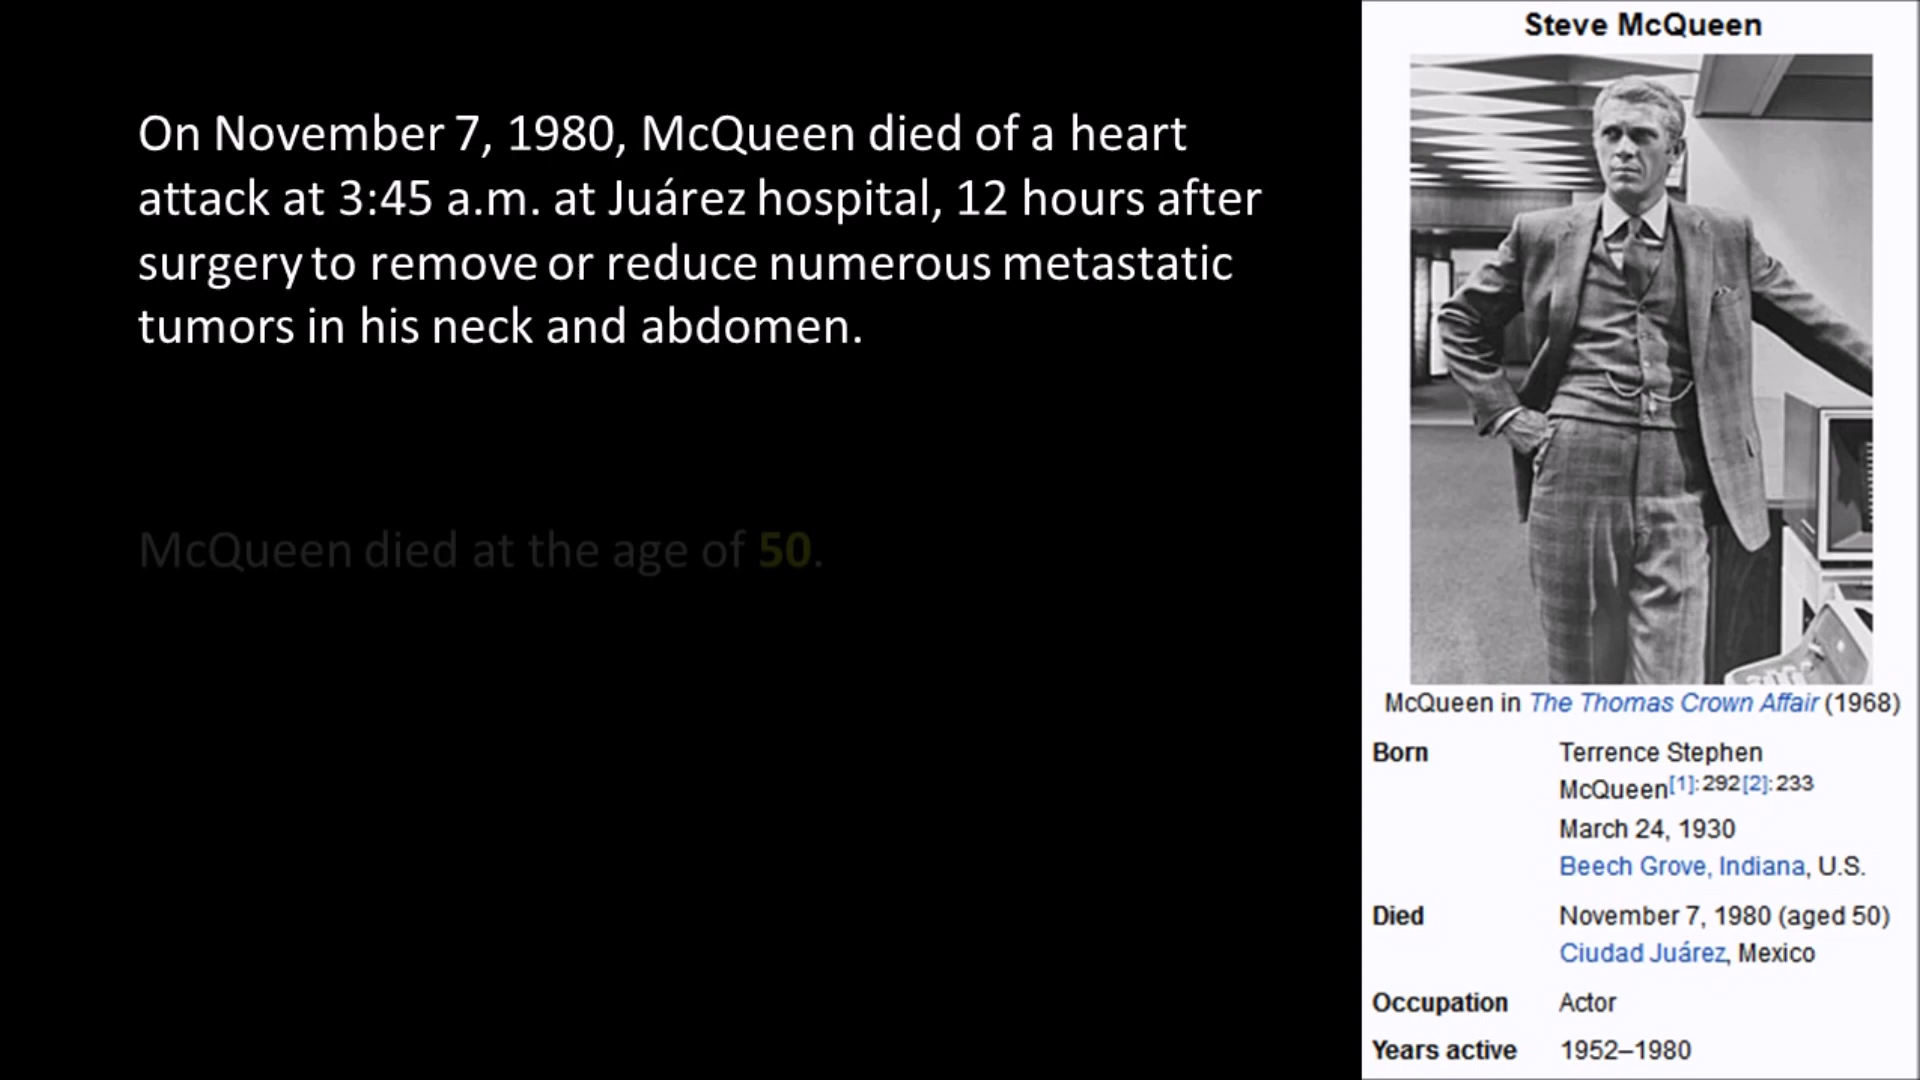 On November 7, 1980, McQueen died of a heart
attack at 3:45 a.m. at Juárez hospital, 12 hours after
surgery to remove or reduce numerous metastatic
tumors in his neck and abdomen.
McQueen died at the age of 50.
Steve McQueen
McQueen in The Thomas Crown Affair (1968)
Born Terrence Stephen
McQueen[1]:292[2]:233
March 24, 1930
Beech Grove, Indiana, U.S.
Died November 7, 1980 (aged 50)
Ciudad Juárez, Mexico
Occupation Actor
Years active 1952–1980